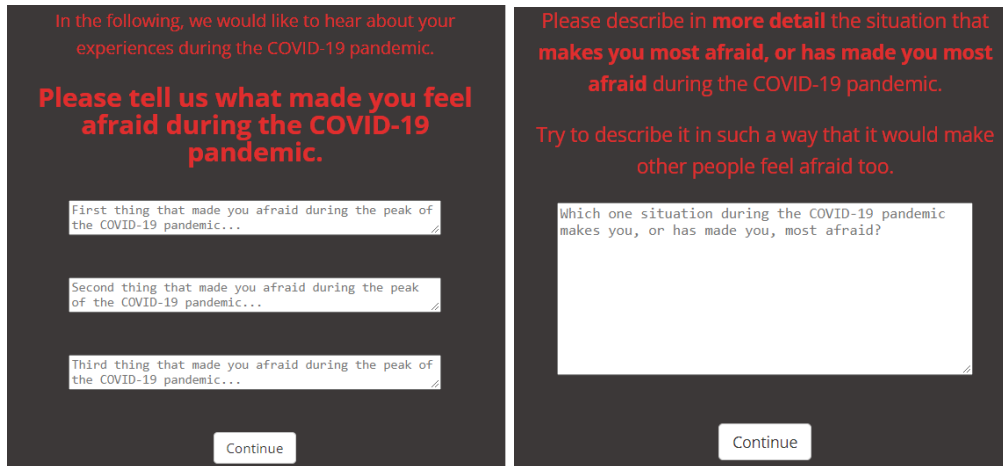 In the following, we would like to hear about your
experiences during the COVID-19 pandemic.
Please tell us what made you feel
afraid during the COVID-19
pandemic.
First thing that made you afraid during the peak of
the COVID-19 pandemic...
Second thing that made you afraid during the peak
of the COVID-19 pandemic...
Third thing that made you afraid during the peak of
the COVID-19 pandemic...
Continue
Please describe in more detail the situation that
makes you most afraid, or has made you most
afraid during the COVID-19 pandemic.
Try to describe it in such a way that it would make
other people feel afraid too.
Which one situation during the COVID-19 pandemic
makes you, or has made you, most afraid?
Continue